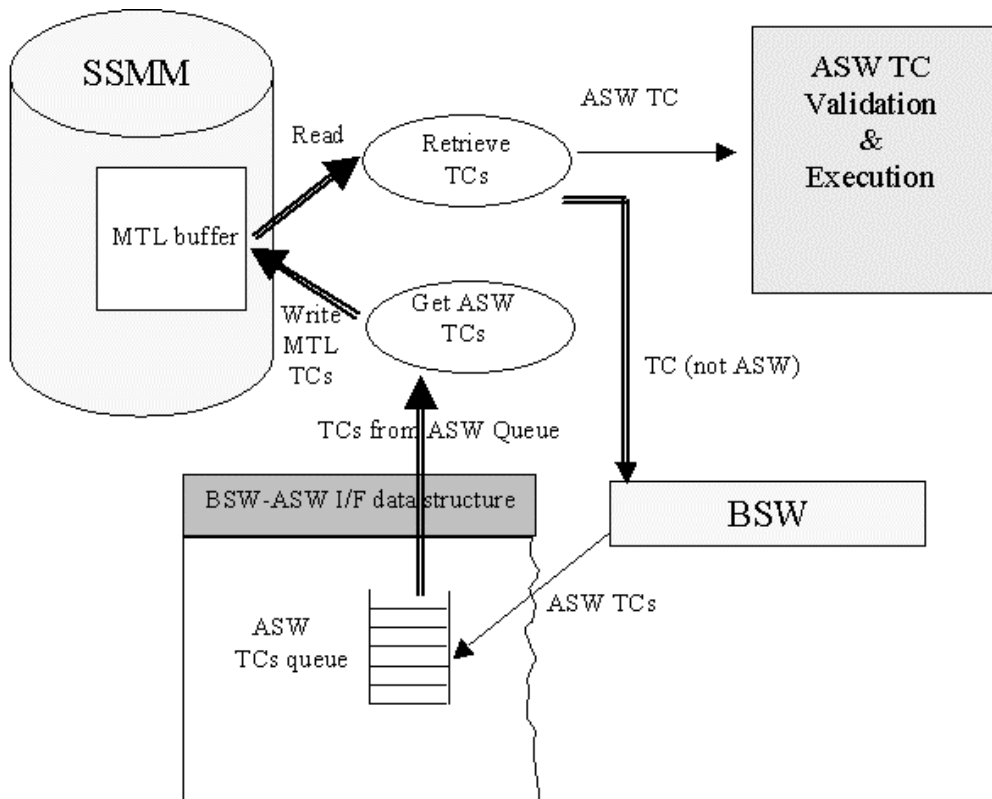 SSMM
ASW TC
Validation
&
Execution
ASW TC
Read
Retrieve
TCs
MTL buffer
Get ASW
TCs
Write
MTL
TCs
TC (not ASW)
TCs from ASW Queue
BSW-ASW I/F data structure
BSW
ASW TCs
ASW
TCs queue